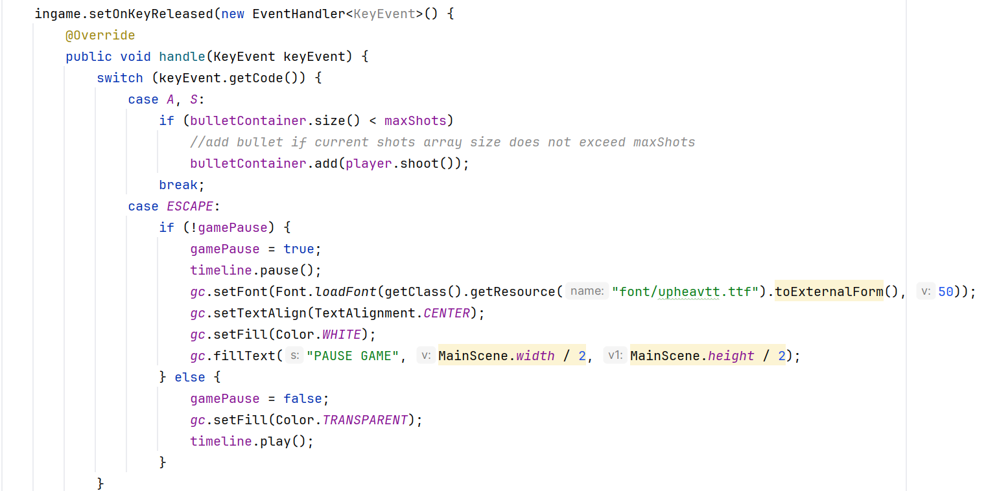 ingame.setOnKeyReleased(new EventHandler<KeyEvent>() {
@Override
public void handle(KeyEvent keyEvent) {
switch (keyEvent.getCode()) {
case A, S:
if (bulletContainer.size() < maxShots)
//add bullet if current shots array size does not exceed maxShots
bulletContainer.add(player.shoot());
break;
case ESCAPE:
if (!gamePause) {
gamePause = true;
timeline.pause();
gc.setFont(Font.loadFont(getClass().getResource( name: "font/upheavtt.ttf").toExternalForm(), v: 50));
gc.setTextAlign(TextAlignment.CENTER);
gc.setFill(Color.WHITE);
gc.fillText( s: "PAUSE GAME", v: MainScene.width / 2, v1: MainScene.height / 2);
} else {
gamePause = false;
gc.setFill(Color.TRANSPARENT);
timeline.play();
}
}